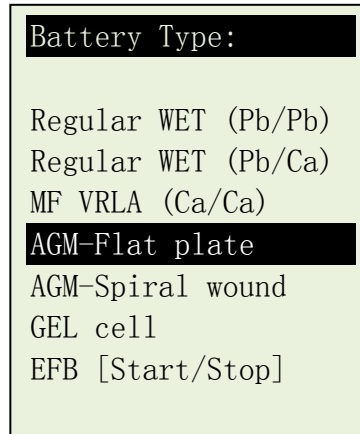 Battery Type:
Regular WET (Pb/Pb)
Regular WET (Pb/Ca)
MF VRLA (Ca/Ca)
AGM-Flat plate
AGM-Spiral wound
GEL cell
EFB [Start/Stop]